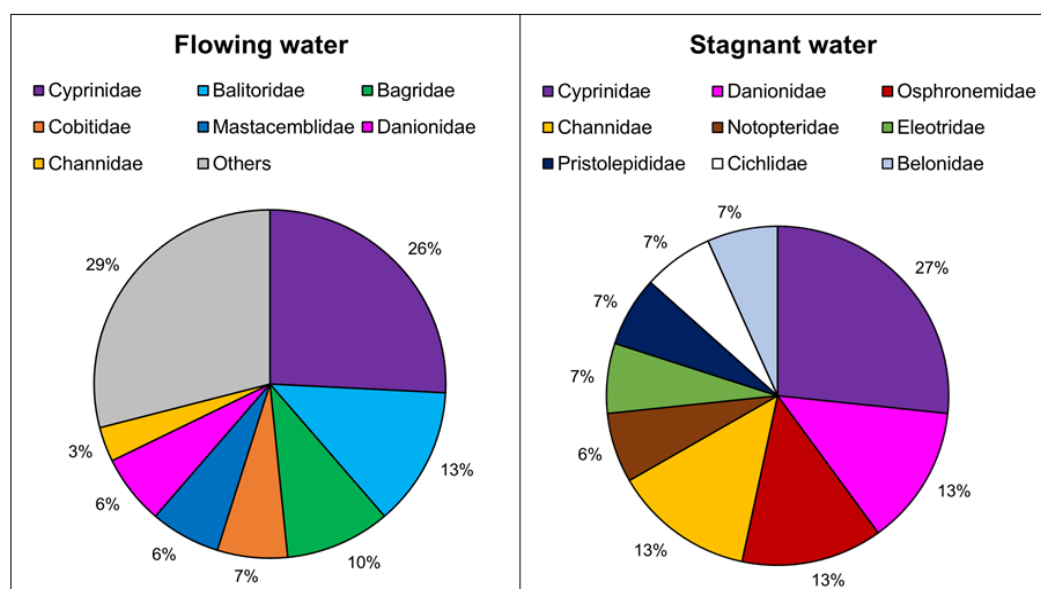 Flowing water
Cyprinidae Balitoridae Bagridae
Cobitidae Mastacemblidae Danionidae
Channidae Others
29% 26%
13%
10%
7%
6%
6%
3%
Stagnant water
Cyprinidae Danionidae Osphronemidae
Channidae Notopteridae Eleotridae
Pristolepididae Cichlidae Belonidae
7%
7% 27%
7%
7%
6% 13%
13% 13%